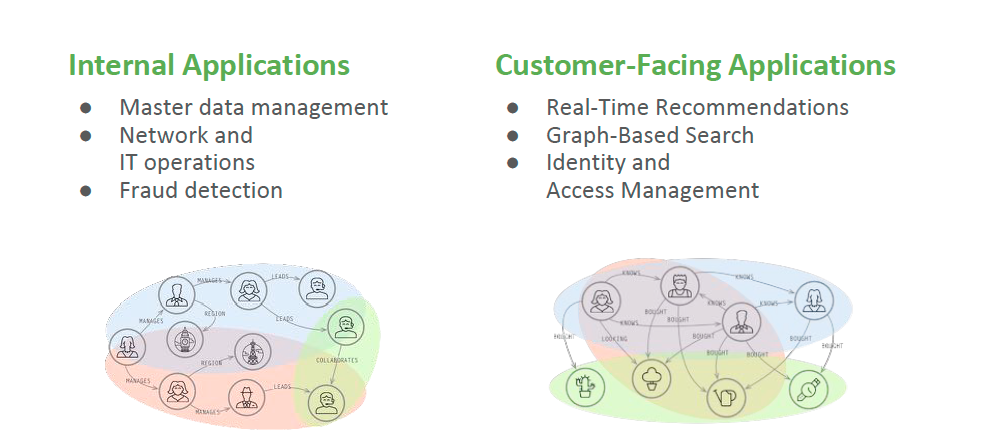 Internal Applications
● Master data management
● Network and
IT operations
● Fraud detection
Customer-Facing Applications
● Real-Time Recommendations
● Graph-Based Search
● Identity and
Access Management
MANAGES
LEADS
MANAGES
REGION
LEADS
COLLABORATES
REGION
MANAGES
LEADS
MANAGES
KNOWS
KNOWS
KNOWS
KNOWS
BOUGHT
BOUGHT
KNOWS
BOUGHT
LOOKING
BOUGHT
BOUGHT
BOUGHT
BOUGHT
BOUGHT